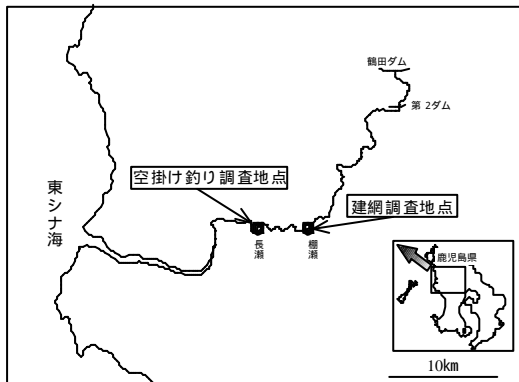 鶴田ダム
第2ダム
空掛け釣り調査地点
建網調査地点
東シナ海
長瀬
棚瀬
鹿児島県
10km